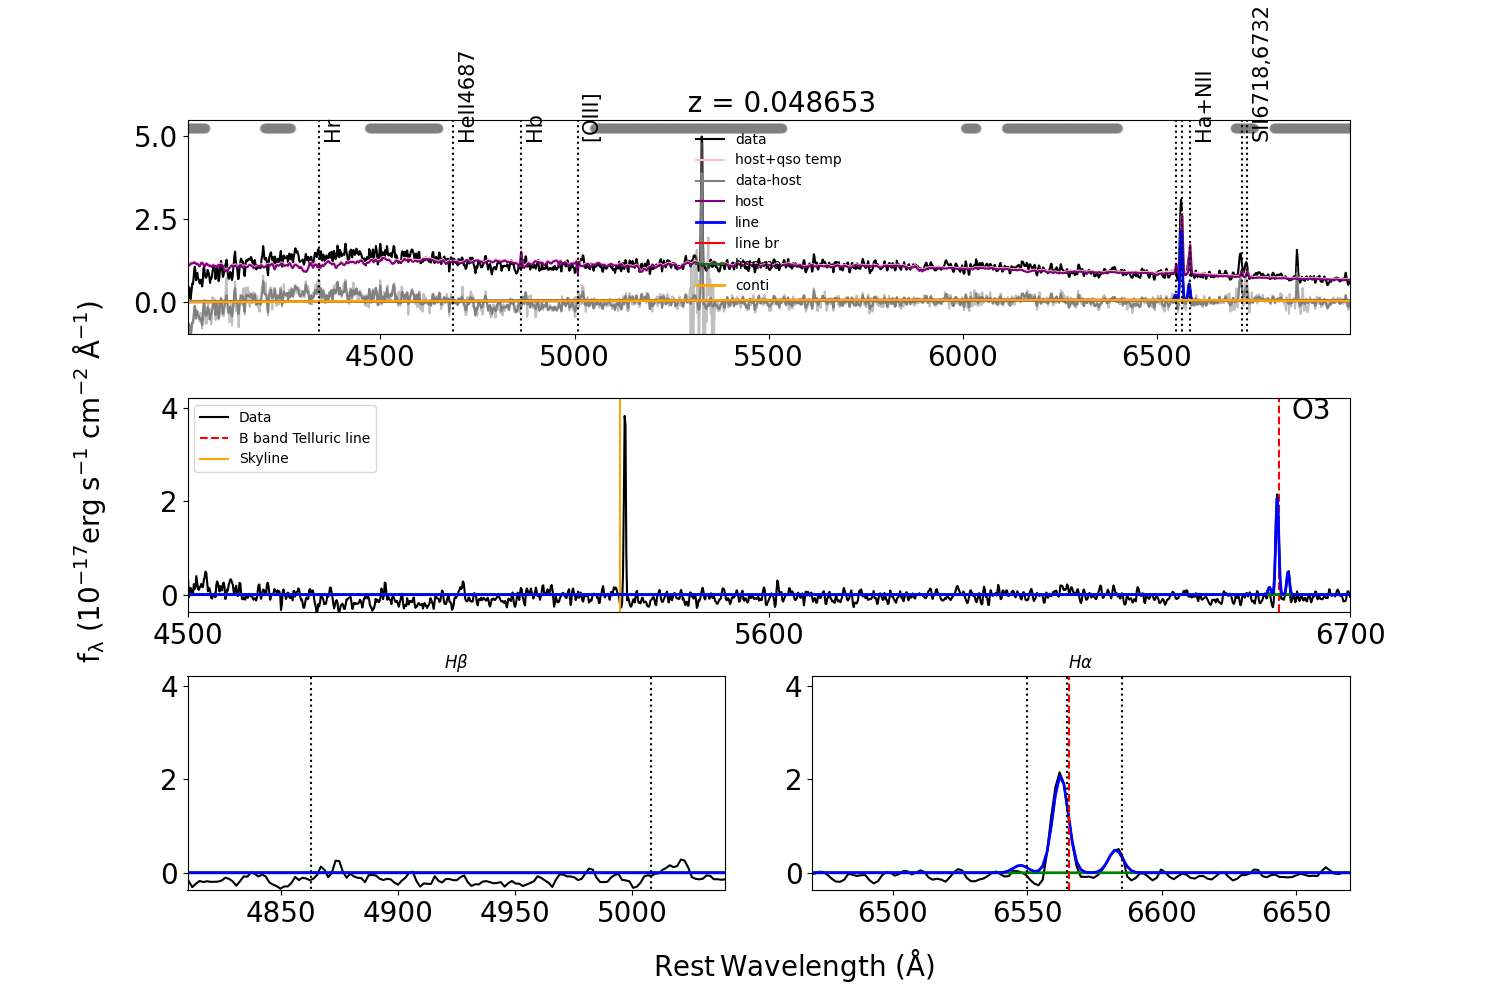 z = 0.048653
Hr
HeII4687
Hb
[OIII]
Ha+NII
SII6718,6732
5.0
2.5
0.0
data
host+qso temp
data-host
host
line
line br
conti
4500 5000 5500 6000 6500
f_λ (10^−17 erg s^−1 cm^−2 Å^−1)
4
2
0
Data
B band Telluric line
Skyline
O3
4500 5600 6700
Hβ
4
2
0
4850 4900 4950 5000
Hα
4
2
0
6500 6550 6600 6650
Rest Wavelength (Å)